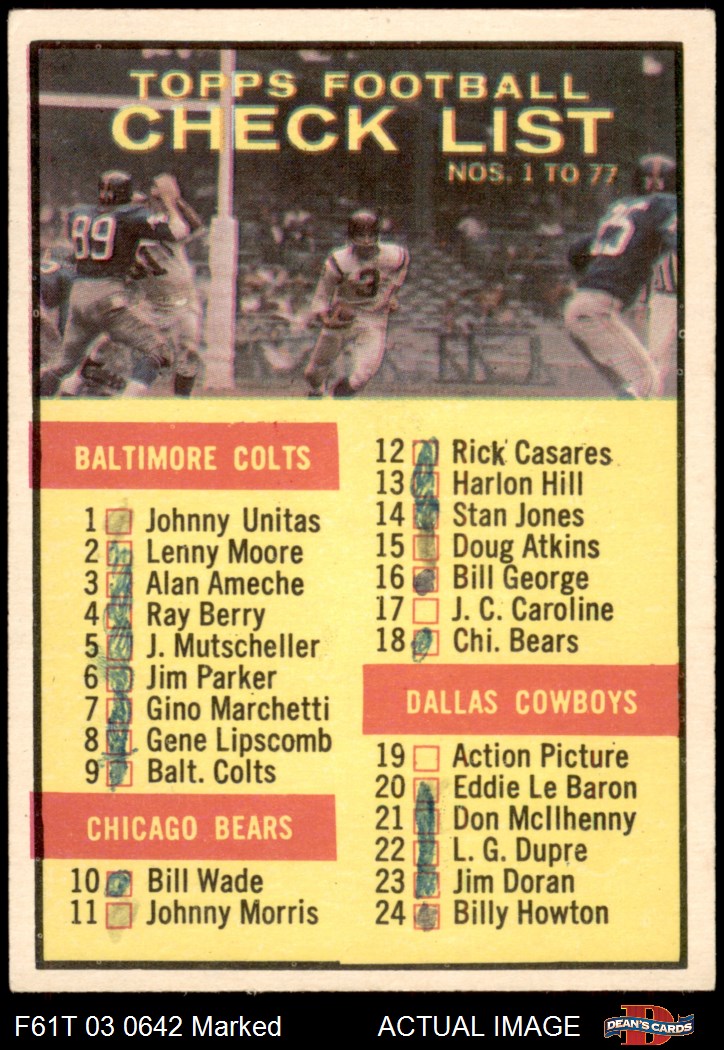 TOPPS FOOTBALL
CHECK LIST
NOS. 1 TO 77
89
3
85
BALTIMORE COLTS
1 Johnny Unitas
2 Lenny Moore
3 Alan Ameche
4 Ray Berry
5 J. Mutscheller
6 Jim Parker
7 Gino Marchetti
8 Gene Lipscomb
9 Balt. Colts
CHICAGO BEARS
10 Bill Wade
11 Johnny Morris
12 Rick Casares
13 Harlon Hill
14 Stan Jones
15 Doug Atkins
16 Bill George
17 J. C. Caroline
18 Chi. Bears
DALLAS COWBOYS
19 Action Picture
20 Eddie Le Baron
21 Don McIlhenny
22 L. G. Dupre
23 Jim Doran
24 Billy Howton
F61T 03 0642 Marked
ACTUAL IMAGE
D
DEAN'S CARDS